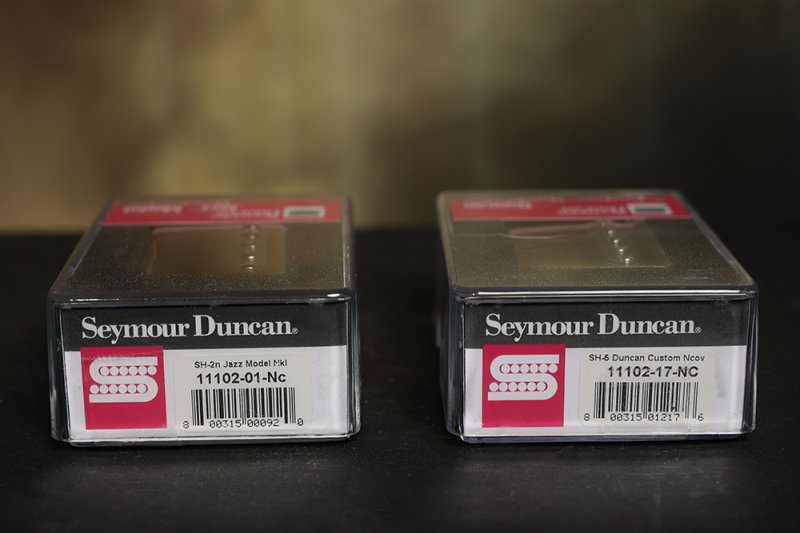 Seymour Duncan®
SH-2n Jazz Model Nkl
11102-01-Nc
8 00315 00092 0
Seymour Duncan®
SH-5 Duncan Custom Ncov
11102-17-NC
8 00315 01217 6